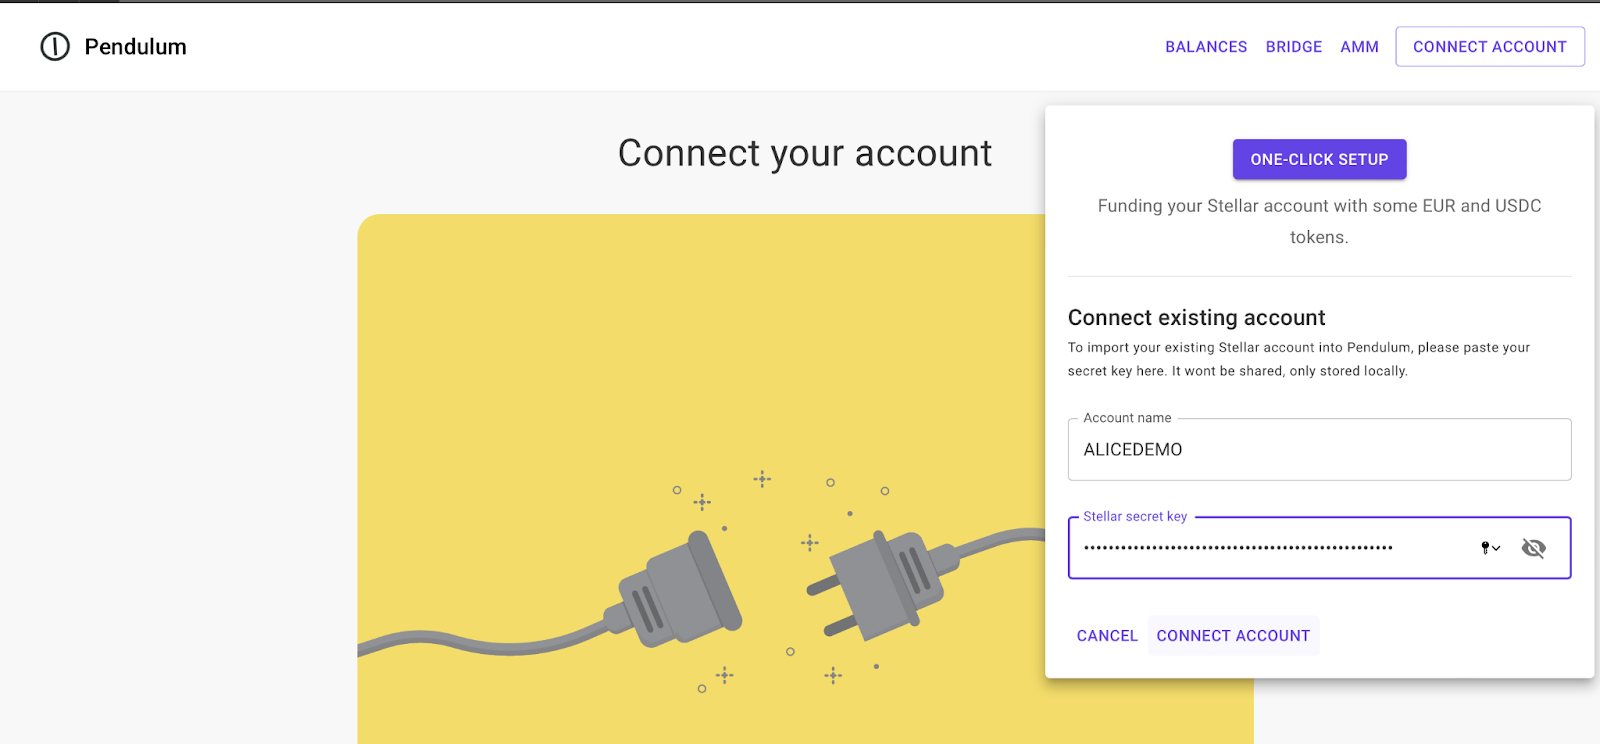 Pendulum
BALANCES BRIDGE AMM CONNECT ACCOUNT
Connect your account
ONE-CLICK SETUP
Funding your Stellar account with some EUR and USDC
tokens.
Connect existing account
To import your existing Stellar account into Pendulum, please paste your
secret key here. It wont be shared, only stored locally.
Account name
ALICEDEMO
Stellar secret key
CANCEL CONNECT ACCOUNT